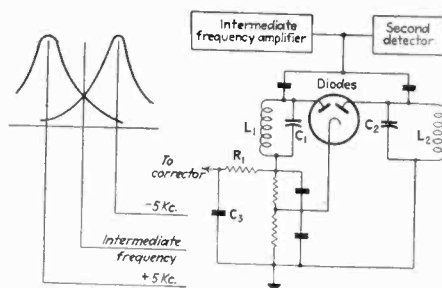 Intermediate
frequency amplifier
Second
detector
Diodes
L1
C1
C2
L2
To
corrector
R1
C3
-5 Kc.
Intermediate
frequency
+5 Kc.